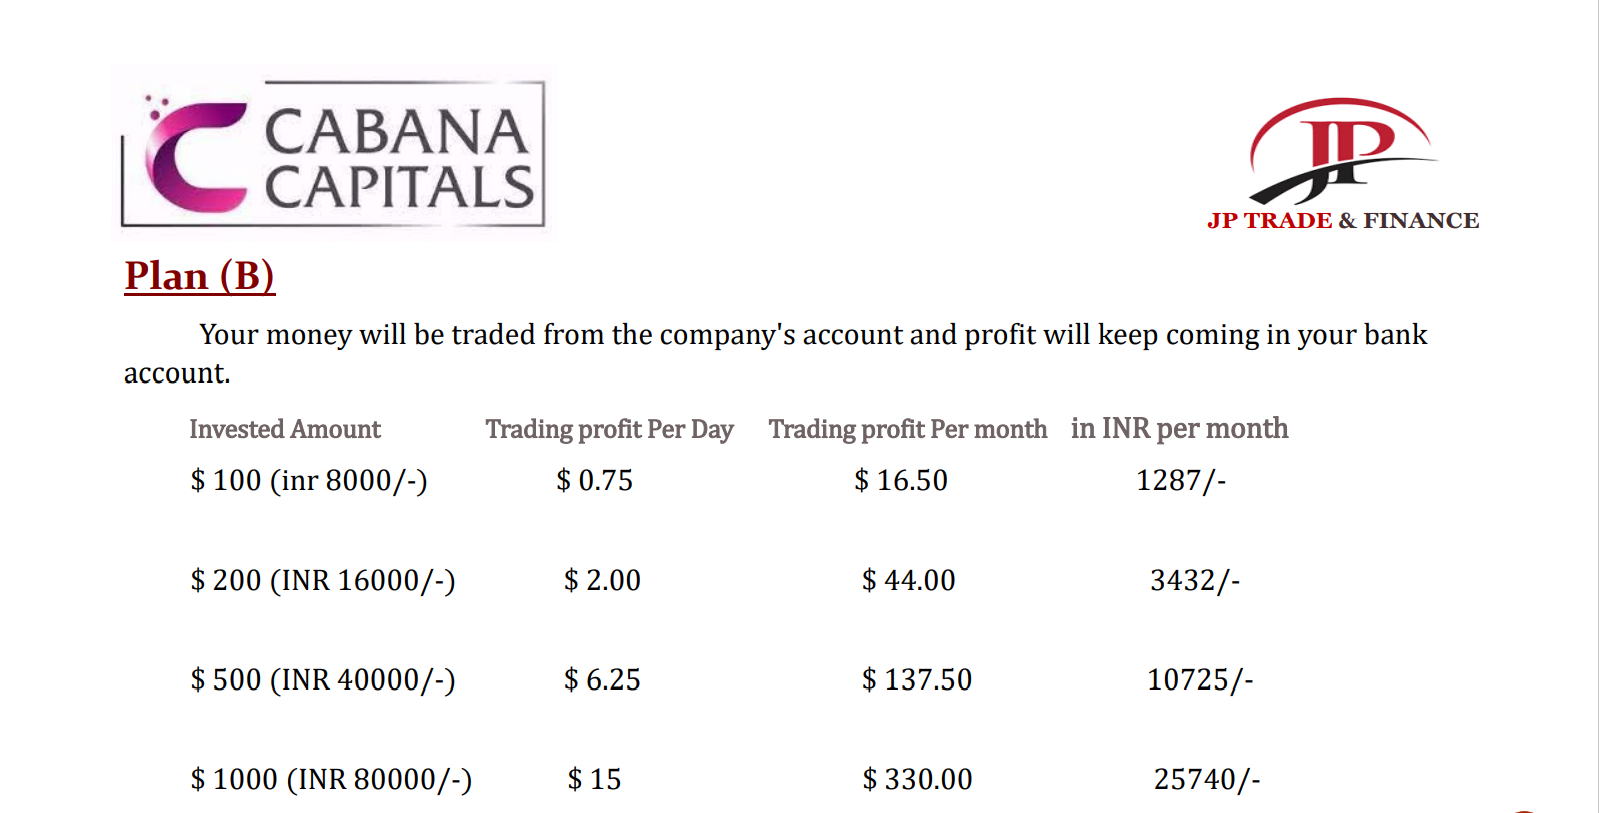 CABANA
CAPITALS
JP
JP TRADE & FINANCE
Plan (B)
Your money will be traded from the company's account and profit will keep coming in your bank
account.
Invested Amount Trading profit Per Day Trading profit Per month in INR per month
$ 100 (inr 8000/-) $ 0.75 $ 16.50 1287/-
$ 200 (INR 16000/-) $ 2.00 $ 44.00 3432/-
$ 500 (INR 40000/-) $ 6.25 $ 137.50 10725/-
$ 1000 (INR 80000/-) $ 15 $ 330.00 25740/-